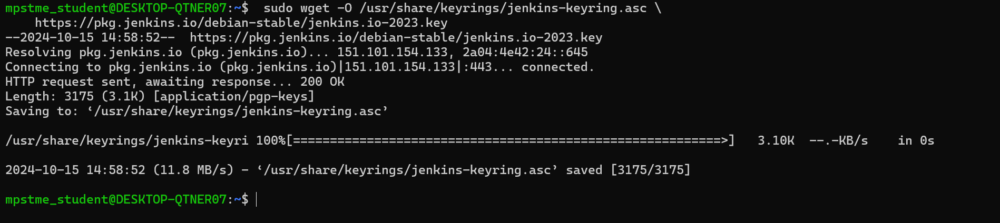 mpstme_student@DESKTOP-QTNER07:~$  sudo wget -O /usr/share/keyrings/jenkins-keyring.asc \
    https://pkg.jenkins.io/debian-stable/jenkins.io-2023.key
--2024-10-15 14:58:52--  https://pkg.jenkins.io/debian-stable/jenkins.io-2023.key
Resolving pkg.jenkins.io (pkg.jenkins.io)... 151.101.154.133, 2a04:4e42:24::645
Connecting to pkg.jenkins.io (pkg.jenkins.io)|151.101.154.133|:443... connected.
HTTP request sent, awaiting response... 200 OK
Length: 3175 (3.1K) [application/pgp-keys]
Saving to: ‘/usr/share/keyrings/jenkins-keyring.asc’
/usr/share/keyrings/jenkins-keyri 100%[==========================================================>]   3.10K  --.-KB/s    in 0s
2024-10-15 14:58:52 (11.8 MB/s) - ‘/usr/share/keyrings/jenkins-keyring.asc’ saved [3175/3175]
mpstme_student@DESKTOP-QTNER07:~$